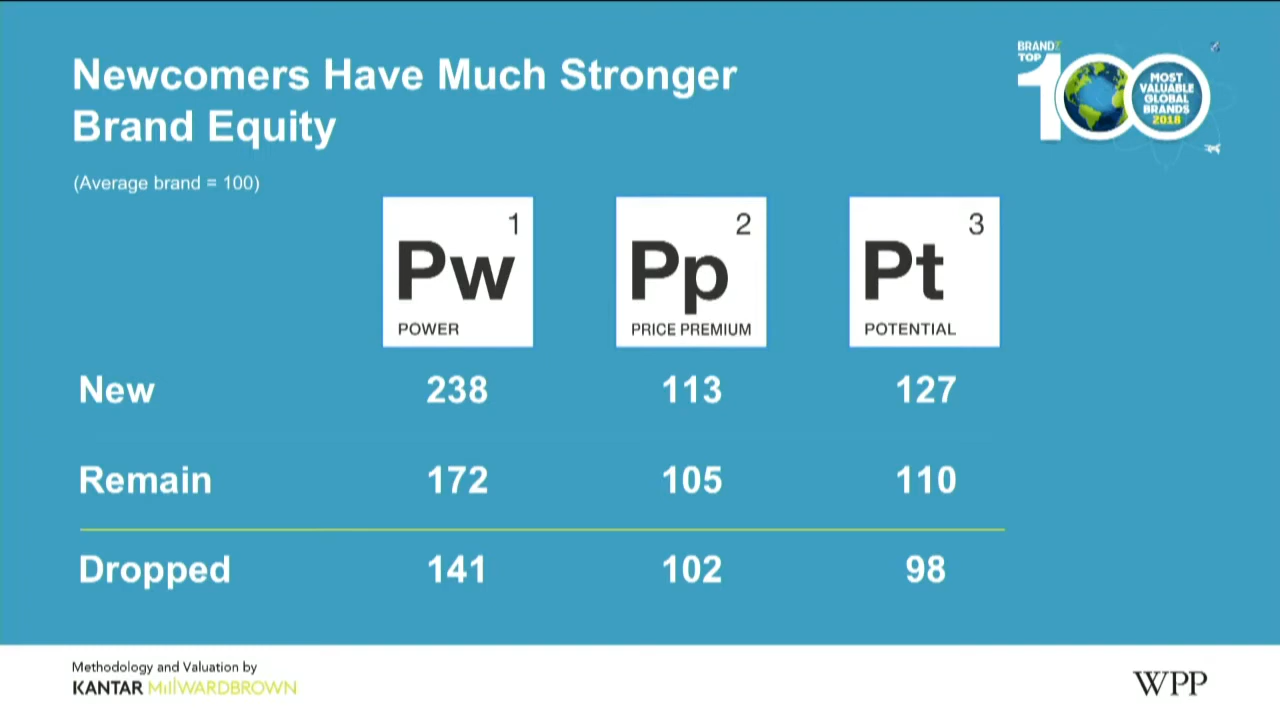 Newcomers Have Much Stronger
Brand Equity
(Average brand = 100)
BRANDZ
TOP
100
MOST
VALUABLE
GLOBAL
BRANDS
2018
1
Pw
POWER
2
Pp
PRICE PREMIUM
3
Pt
POTENTIAL
New 238 113 127
Remain 172 105 110
Dropped 141 102 98
Methodology and Valuation by
KANTAR MillWARDBROWN
WPP